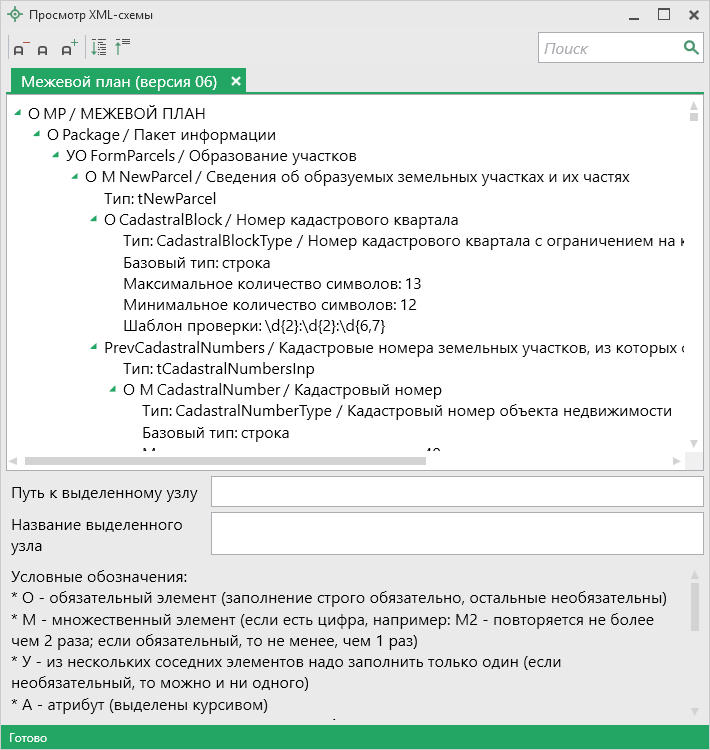 Просмотр XML-схемы
Поиск
Межевой план (версия 06)
О MP / МЕЖЕВОЙ ПЛАН
О Package / Пакет информации
УО FormParcels / Образование участков
О М NewParcel / Сведения об образуемых земельных участках и их частях
Тип: tNewParcel
О CadastralBlock / Номер кадастрового квартала
Тип: CadastralBlockType / Номер кадастрового квартала с ограничением на к
Базовый тип: строка
Максимальное количество символов: 13
Минимальное количество символов: 12
Шаблон проверки: \d{2}:\d{2}:\d{6,7}
PrevCadastralNumbers / Кадастровые номера земельных участков, из которых
Тип: tCadastralNumbersInp
О М CadastralNumber / Кадастровый номер
Тип: CadastralNumberType / Кадастровый номер объекта недвижимости
Базовый тип: строка
Путь к выделенному узлу
Название выделенного
узла
Условные обозначения:
* О - обязательный элемент (заполнение строго обязательно, остальные необязательны)
* М - множественный элемент (если есть цифра, например: М2 - повторяется не более
чем 2 раза; если обязательный, то не менее, чем 1 раз)
* У - из нескольких соседних элементов надо заполнить только один (если
необязательный, то можно и ни одного)
* А - атрибут (выделены курсивом)
Готово